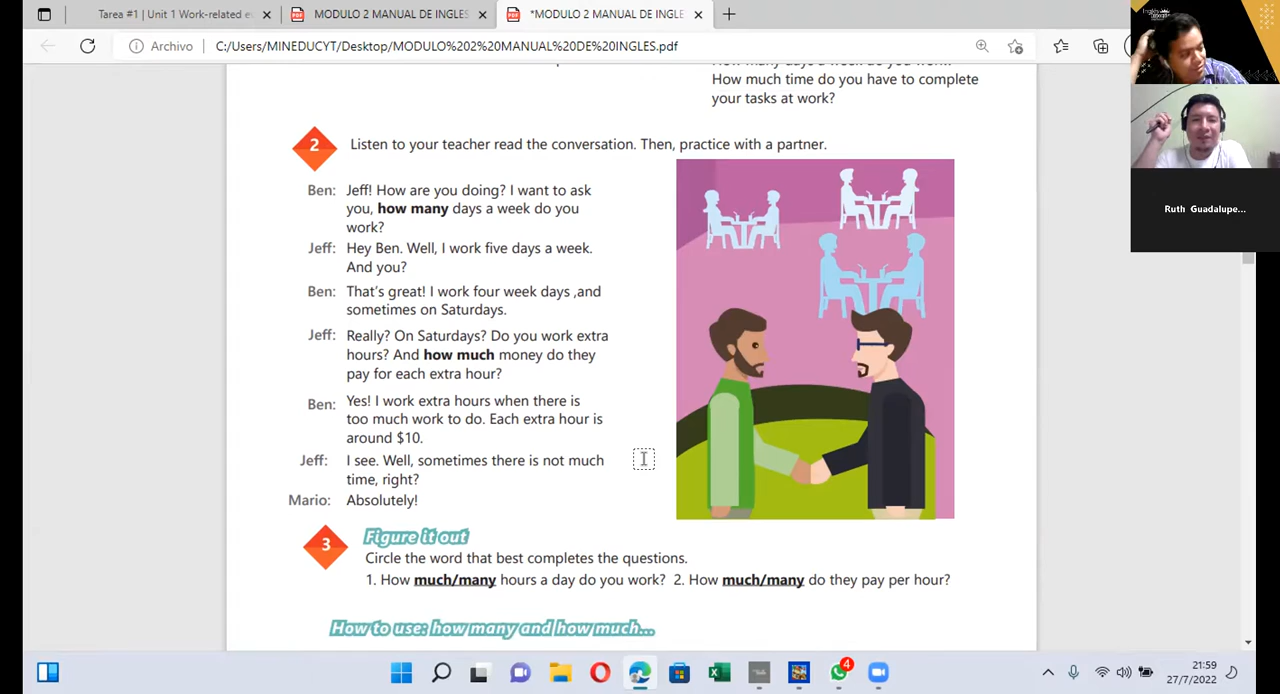 Tarea #1 | Unit 1 Work-related e
MODULO 2 MANUAL DE INGLES
*MODULO 2 MANUAL DE INGLE
Archivo
C:/Users/MINEDUCYT/Desktop/MODULO%202%20MANUAL%20DE%20INGLES.pdf
How many days a week do you work?
How much time do you have to complete
your tasks at work?
2
Listen to your teacher read the conversation. Then, practice with a partner.
Ben: Jeff! How are you doing? I want to ask
you, how many days a week do you
work?
Jeff: Hey Ben. Well, I work five days a week.
And you?
Ben: That's great! I work four week days ,and
sometimes on Saturdays.
Jeff: Really? On Saturdays? Do you work extra
hours? And how much money do they
pay for each extra hour?
Ben: Yes! I work extra hours when there is
too much work to do. Each extra hour is
around $10.
Jeff: I see. Well, sometimes there is not much
time, right?
Mario: Absolutely!
3
Figure it out
Circle the word that best completes the questions.
1. How much/many hours a day do you work? 2. How much/many do they pay per hour?
How to use: how many and how much...
Ruth Guadalupe...
4
21:59
27/7/2022